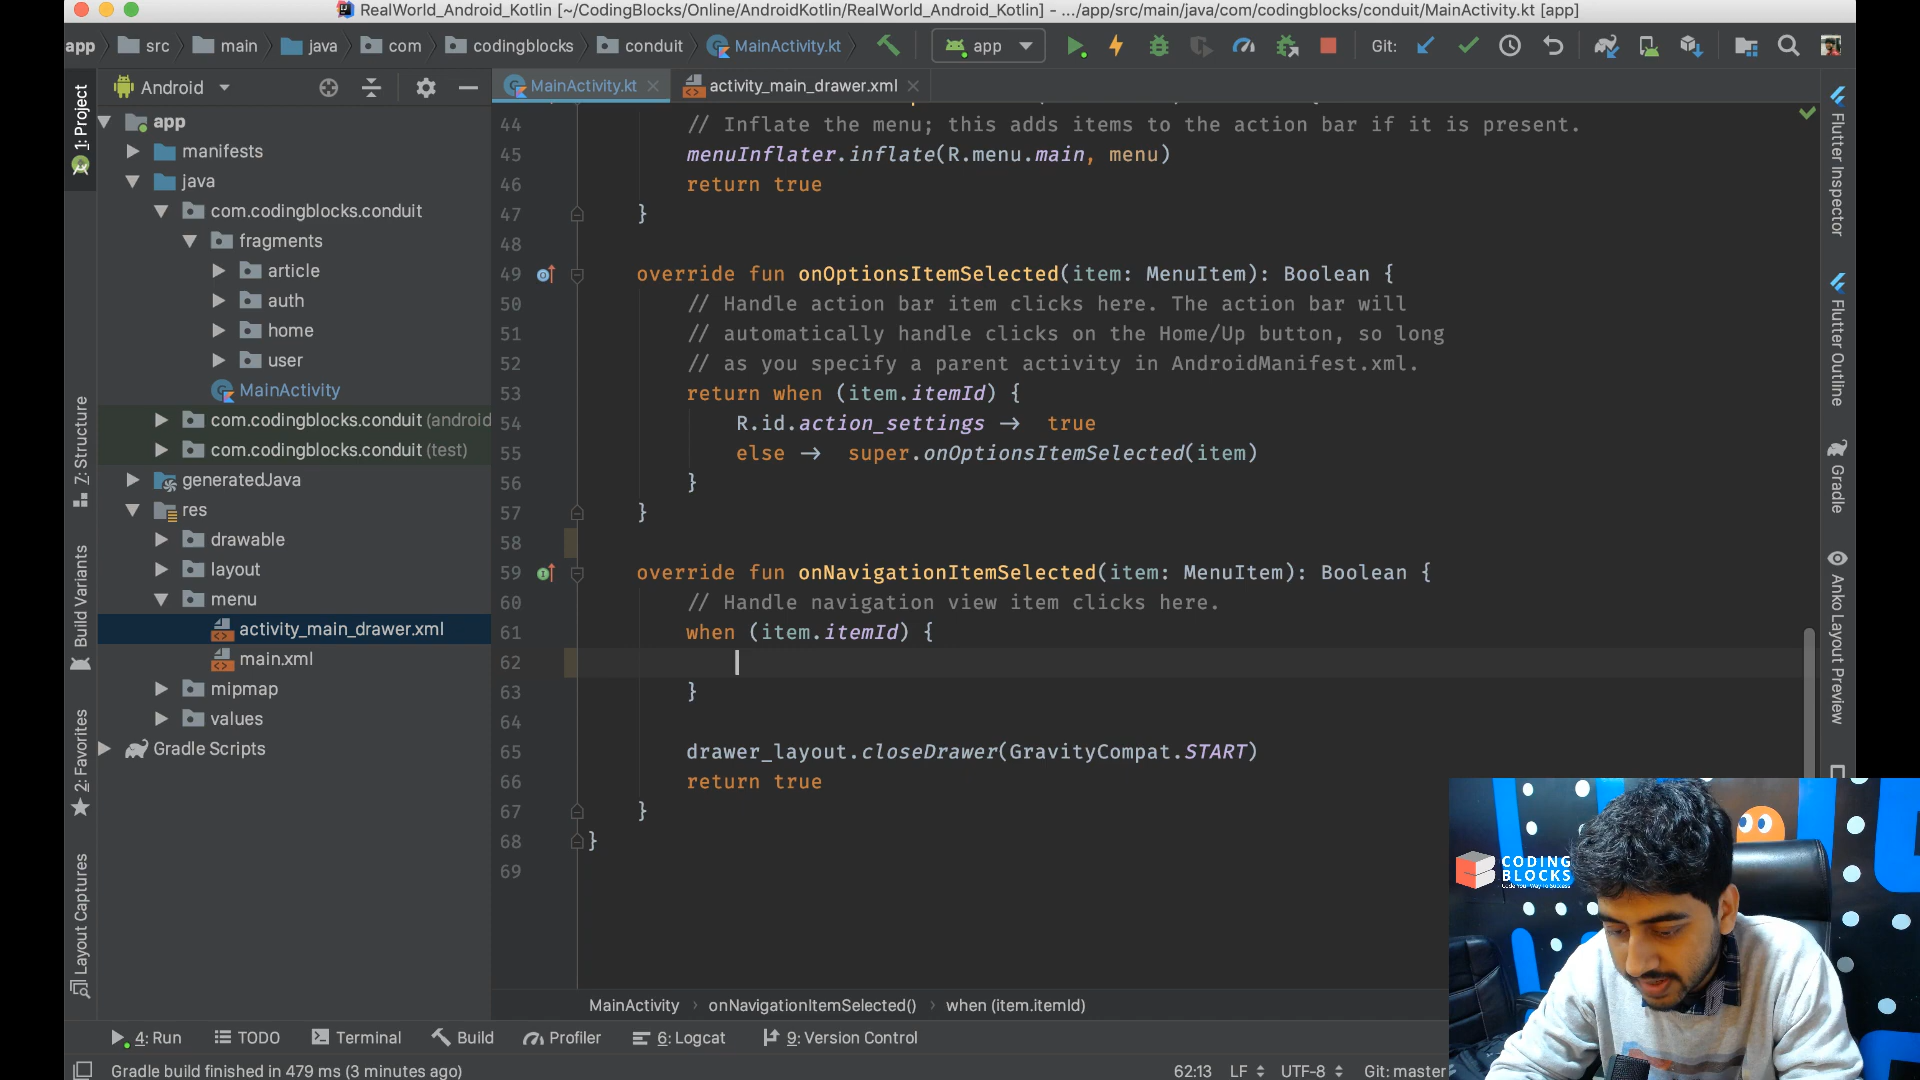 RealWorld_Android_Kotlin [~/CodingBlocks/Online/AndroidKotlin/RealWorld_Android_Kotlin] - .../app/src/main/java/com/codingblocks/conduit/MainActivity.kt [app]
app src main java com codingblocks conduit MainActivity.kt app Git:
Android MainActivity.kt activity_main_drawer.xml
1: Project
7: Structure
Build Variants
2: Favorites
Layout Captures
app
manifests
java
com.codingblocks.conduit
fragments
article
auth
home
user
MainActivity
com.codingblocks.conduit (android
com.codingblocks.conduit (test)
generatedJava
res
drawable
layout
menu
activity_main_drawer.xml
main.xml
mipmap
values
Gradle Scripts
44 // Inflate the menu; this adds items to the action bar if it is present.
45 menuInflater.inflate(R.menu.main, menu)
46 return true
47 }
48
49 override fun onOptionsItemSelected(item: MenuItem): Boolean {
50 // Handle action bar item clicks here. The action bar will
51 // automatically handle clicks on the Home/Up button, so long
52 // as you specify a parent activity in AndroidManifest.xml.
53 return when (item.itemId) {
54 R.id.action_settings → true
55 else → super.onOptionsItemSelected(item)
56 }
57 }
58
59 override fun onNavigationItemSelected(item: MenuItem): Boolean {
60 // Handle navigation view item clicks here.
61 when (item.itemId) {
62
63 }
64
65 drawer_layout.closeDrawer(GravityCompat.START)
66 return true
67 }
68 }
69
Flutter Inspector
Flutter Outline
Gradle
Anko Layout Preview
CODING
BLOCKS
Code Your Way To Success
MainActivity › onNavigationItemSelected() › when (item.itemId)
4: Run TODO Terminal Build Profiler 6: Logcat 9: Version Control
Gradle build finished in 479 ms (3 minutes ago) 62:13 LF UTF-8 Git: master